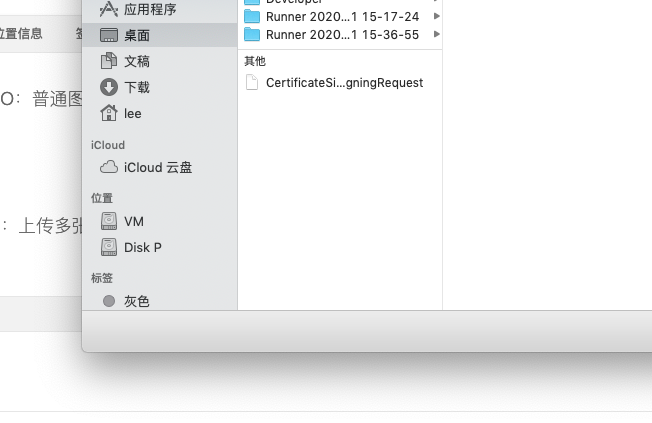 应用程序
桌面
文稿
下载
lee
iCloud
iCloud 云盘
位置
VM
Disk P
标签
灰色
Developer
Runner 2020...1 15-17-24
Runner 2020...1 15-36-55
其他
CertificateSi...gningRequest
位置信息
O：普通图
：上传多张